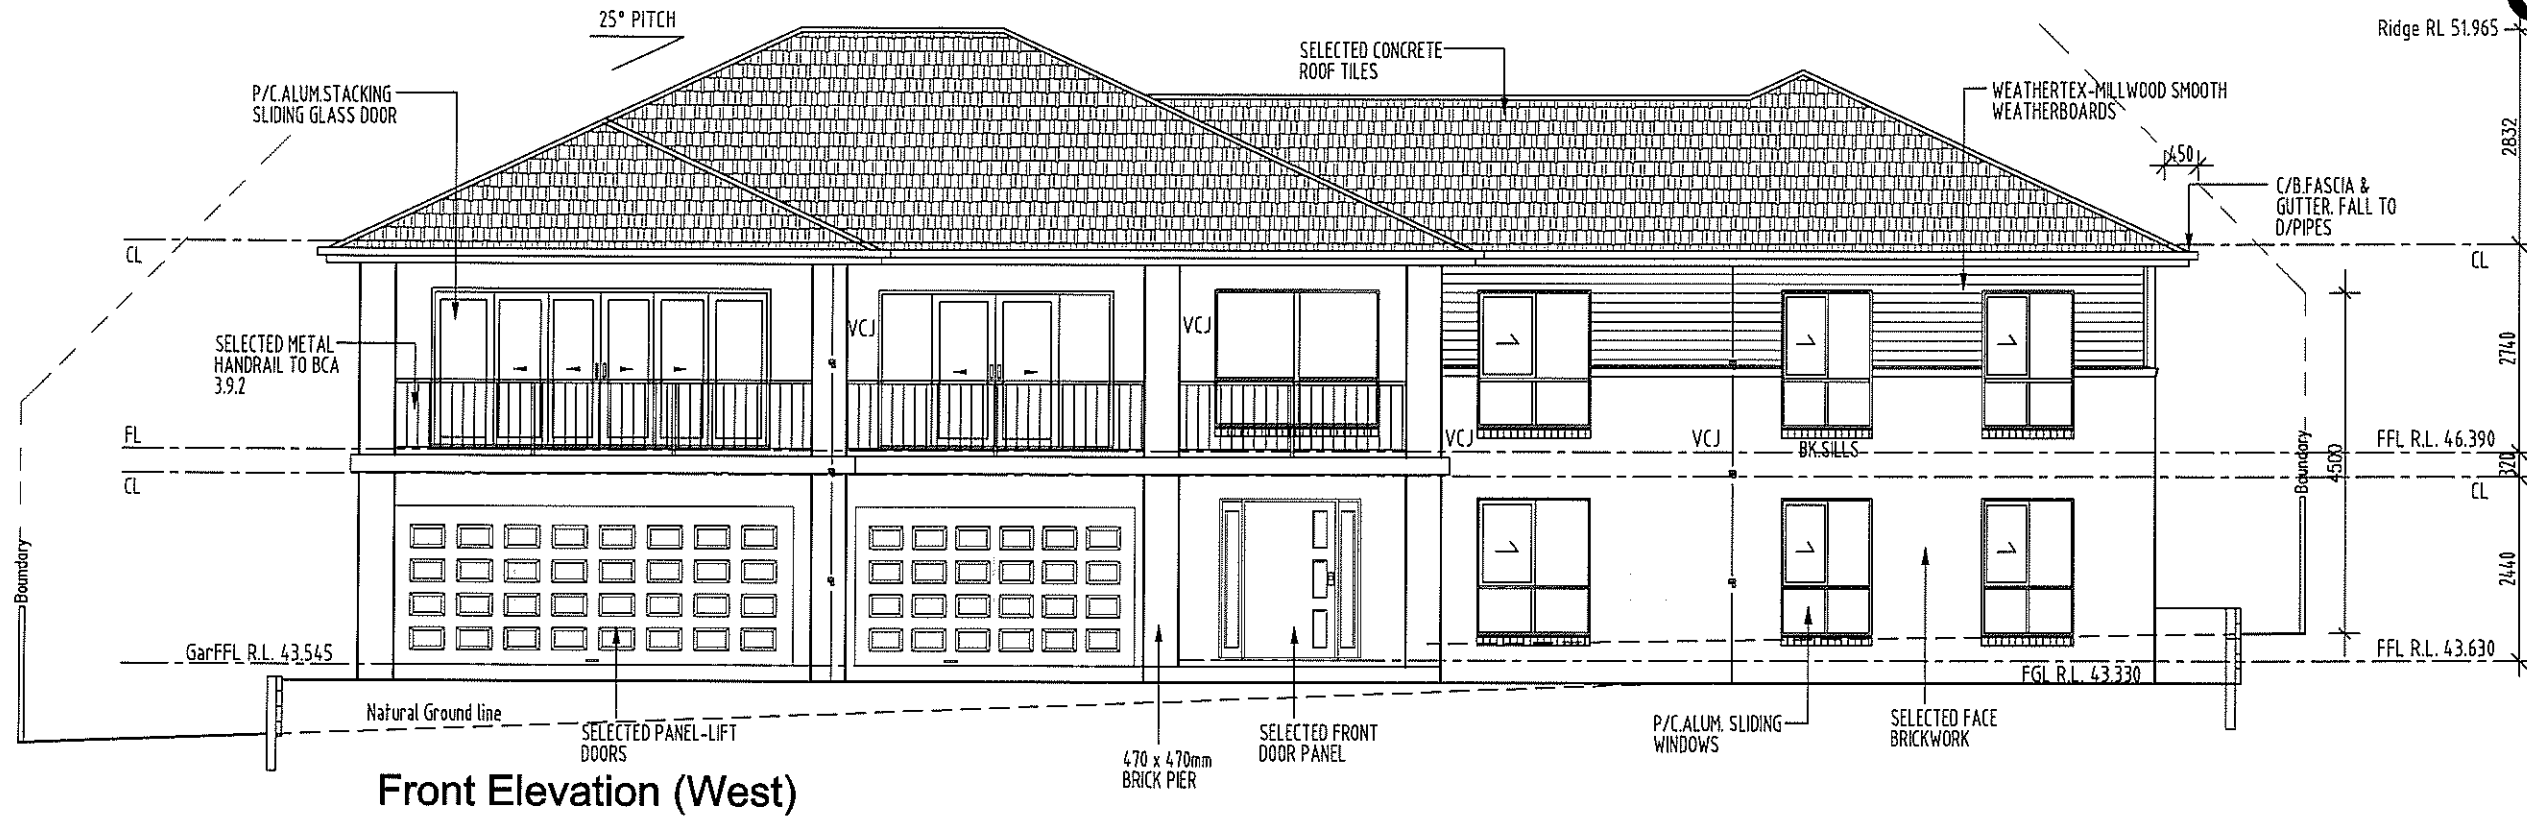 25° PITCH
Ridge RL 51.965
SELECTED CONCRETE
ROOF TILES
P/C.ALUM.STACKING
SLIDING GLASS DOOR
WEATHERTEX-MILLWOOD SMOOTH
WEATHERBOARDS
2832
450
C/B.FASCIA &
GUTTER. FALL TO
D/PIPES
CL
CL
VCJ
VCJ
SELECTED METAL
HANDRAIL TO BCA
3.9.2
2740
FL
VCJ
VCJ
BK.SILLS
FFL R.L. 46.390
320
4500
Boundary
CL
CL
Boundary
2440
GarFFL R.L. 43.545
FFL R.L. 43.630
FGL R.L. 43.330
Natural Ground line
SELECTED PANEL-LIFT
DOORS
470 x 470mm
BRICK PIER
SELECTED FRONT
DOOR PANEL
P/C.ALUM. SLIDING
WINDOWS
SELECTED FACE
BRICKWORK
Front Elevation (West)